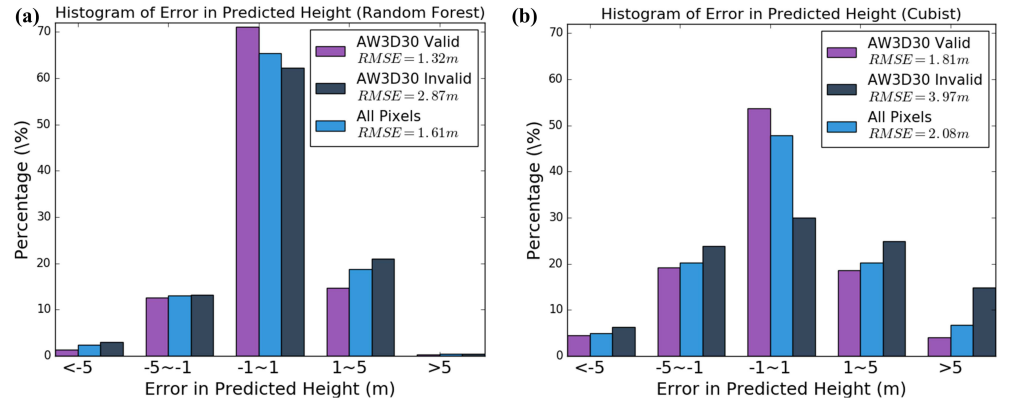 (a)
Histogram of Error in Predicted Height (Random Forest)
70
60
50
40
30
20
10
0
Percentage (\%)
AW3D30 Valid
RMSE = 1.32m
AW3D30 Invalid
RMSE = 2.87m
All Pixels
RMSE = 1.61m
<-5
-5~-1
-1~1
1~5
>5
Error in Predicted Height (m)
(b)
Histogram of Error in Predicted Height (Cubist)
70
60
50
40
30
20
10
0
Percentage (\%)
AW3D30 Valid
RMSE = 1.81m
AW3D30 Invalid
RMSE = 3.97m
All Pixels
RMSE = 2.08m
<-5
-5~-1
-1~1
1~5
>5
Error in Predicted Height (m)